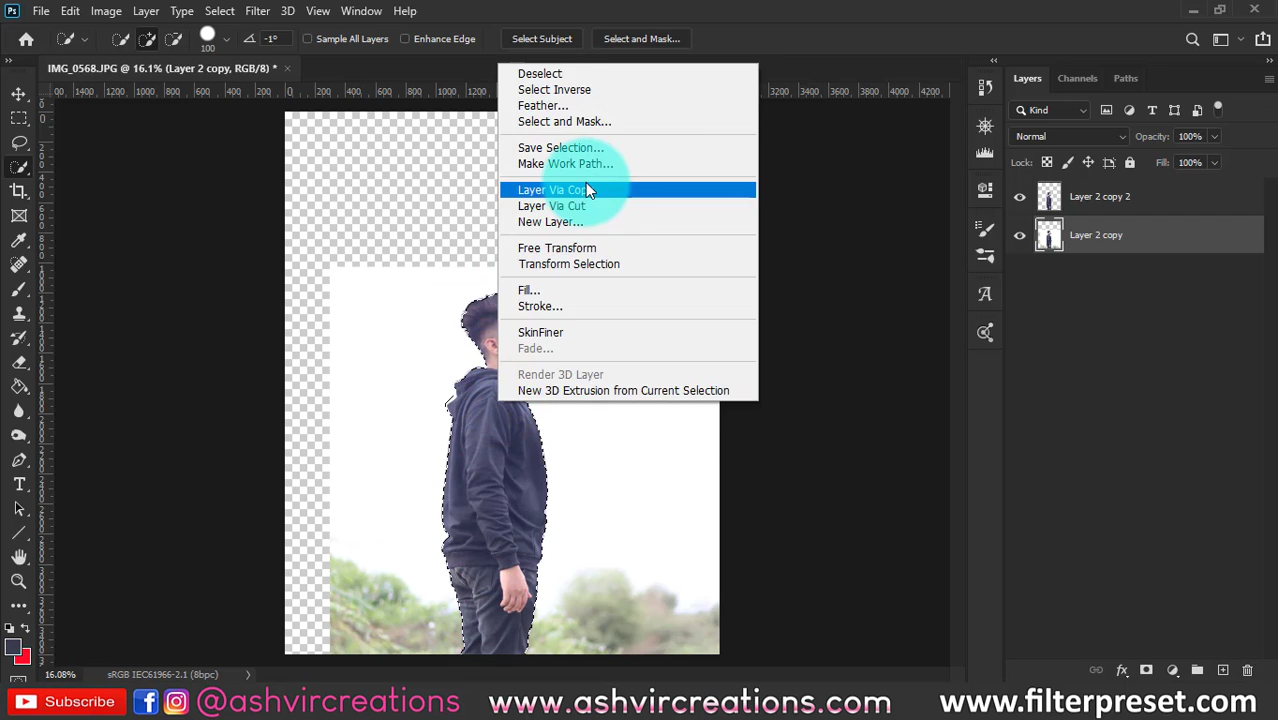 Ps File Edit Image Layer Type Select Filter 3D View Window Help
100 -1° Sample All Layers Enhance Edge Select Subject Select and Mask...
IMG_0568.JPG @ 16.1% (Layer 2 copy, RGB/8) * ×
Deselect
Select Inverse
Feather...
Select and Mask...
Save Selection...
Make Work Path...
Layer Via Copy
Layer Via Cut
New Layer...
Free Transform
Transform Selection
Fill...
Stroke...
SkinFiner
Fade...
Render 3D Layer
New 3D Extrusion from Current Selection
Layers Channels Paths
Kind
Normal Opacity: 100%
Lock: Fill: 100%
Layer 2 copy 2
Layer 2 copy
16.08% sRGB IEC61966-2.1 (8bpc)
Subscribe @ashvircreations www.ashvircreations.com www.filterpreset.com